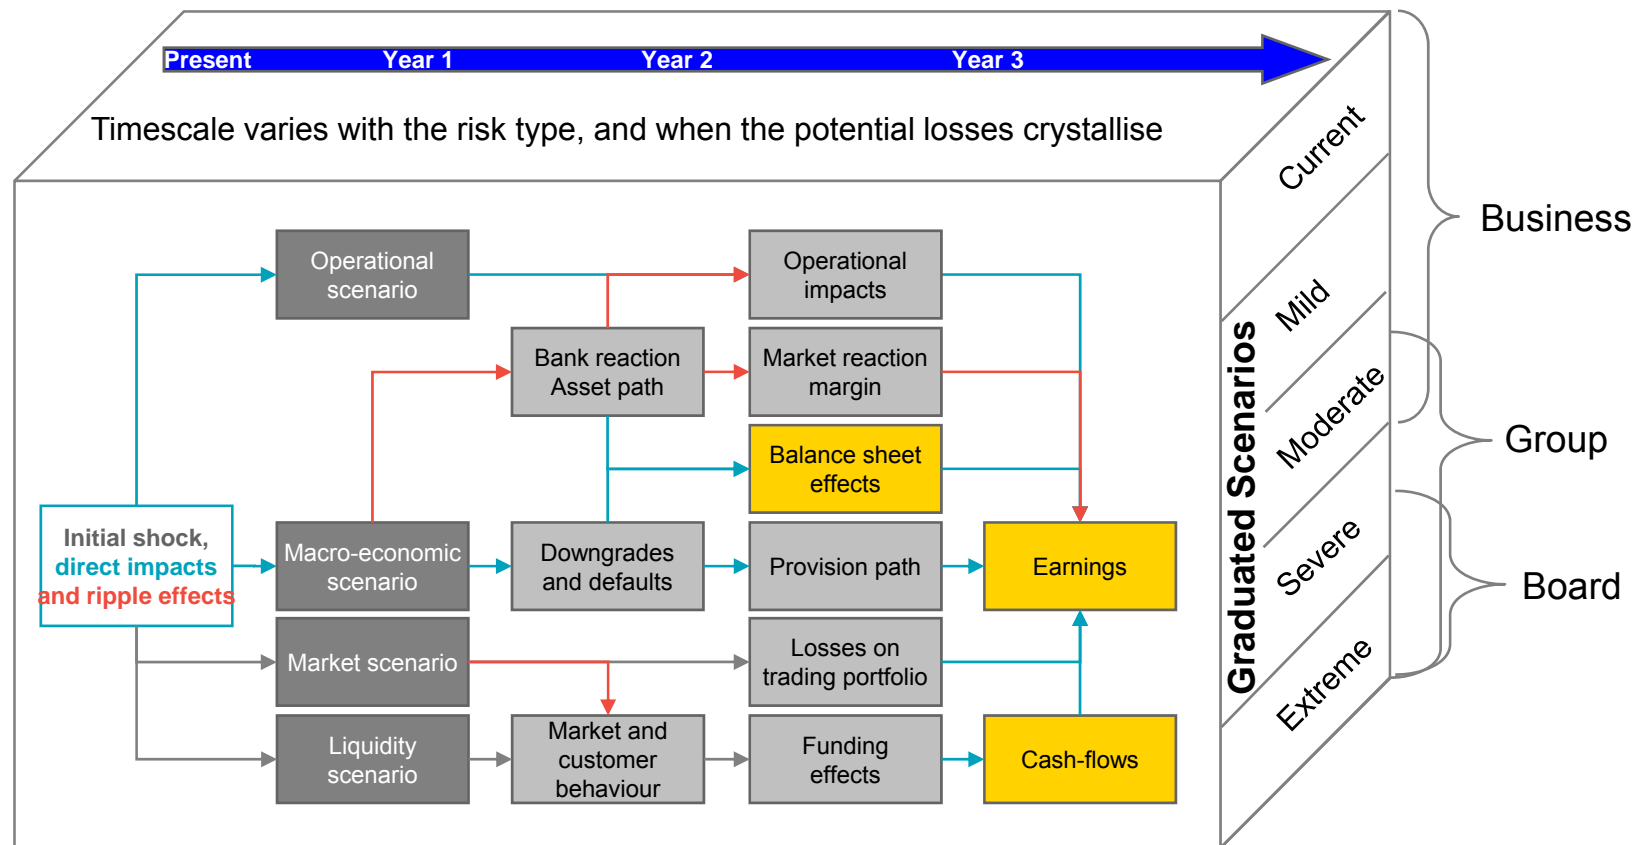 Present Year 1 Year 2 Year 3
Timescale varies with the risk type, and when the potential losses crystallise
Operational
scenario
Operational
impacts
Bank reaction
Asset path
Market reaction
margin
Balance sheet
effects
Initial shock,
direct impacts
and ripple effects
Macro-economic
scenario
Downgrades
and defaults
Provision path
Earnings
Market scenario
Losses on
trading portfolio
Liquidity
scenario
Market and
customer
behaviour
Funding
effects
Cash-flows
Graduated Scenarios
Current
Mild
Moderate
Severe
Extreme
Business
Group
Board